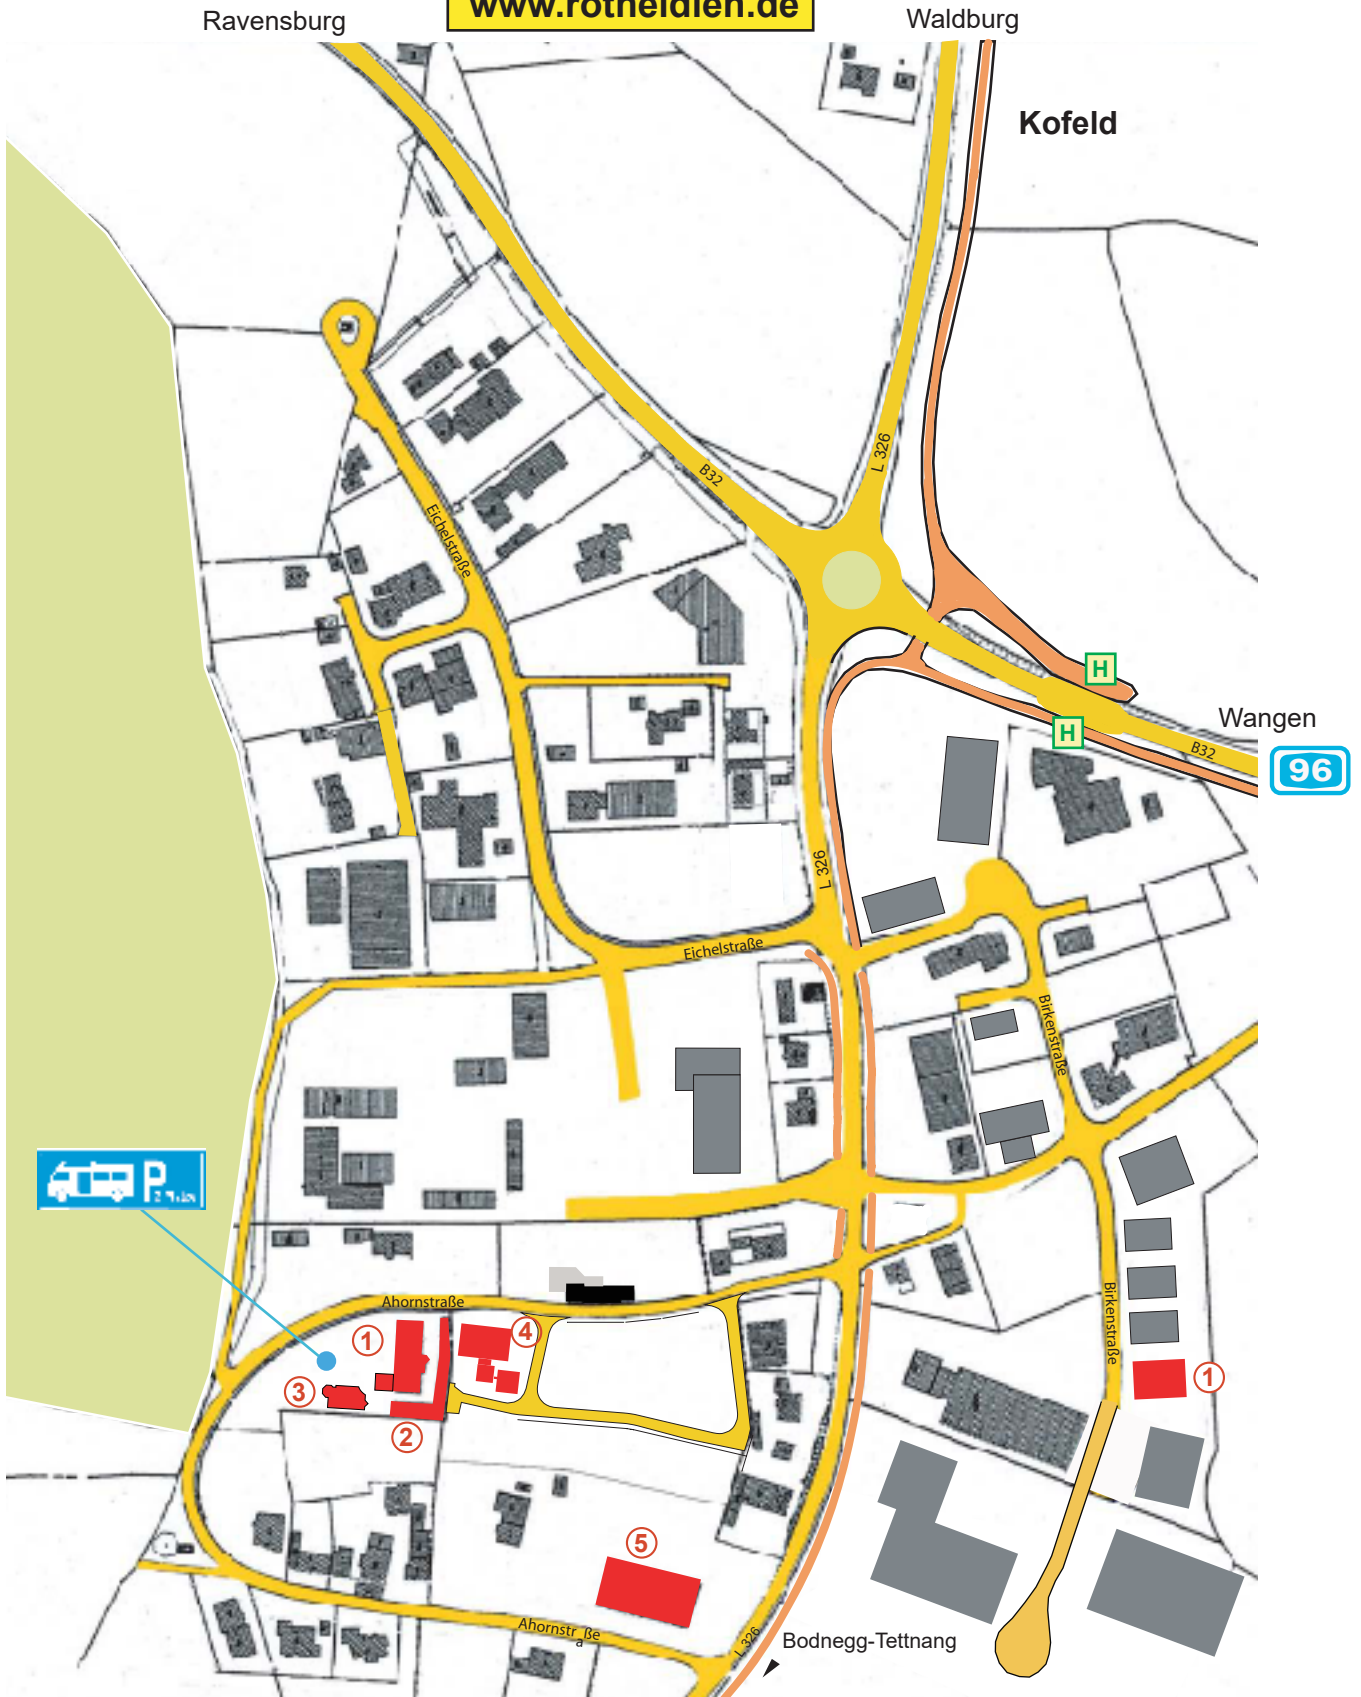 www.rotheidlen.de
Ravensburg
Waldburg
Kofeld
L 326
B32
Eichelstraße
H
H
Wangen
B32
96
L 326
Eichelstraße
Birkenstraße
P
Ahornstraße
1
4
3
2
Birkenstraße
1
5
Ahornstraße
L 326
Bodnegg-Tettnang